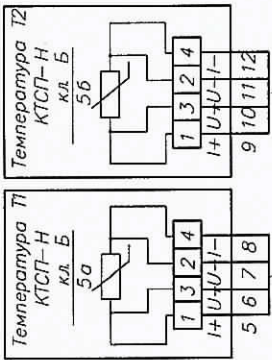 Температура Т1
КТСП-Н
кл. Б
5а
1 3 2 4
I+ U+ U- I-
5 6 7 8
Температура Т2
КТСП-Н
кл. Б
5б
1 3 2 4
I+ U+ U- I-
9 10 11 12